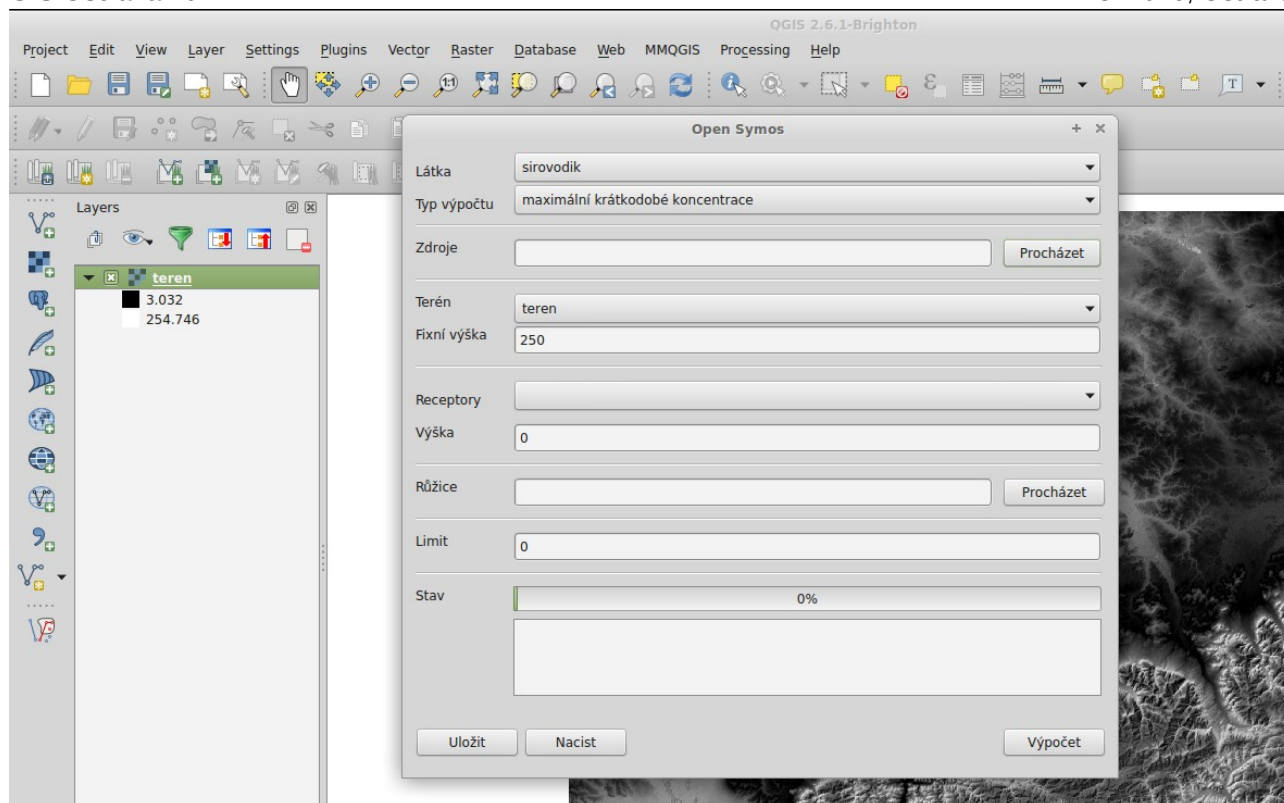 QGIS 2.6.1-Brighton
Project Edit View Layer Settings Plugins Vector Raster Database Web MMQGIS Processing Help
Open Symos
Layers
teren
3.032
254.746
Látka sirovodik
Typ výpočtu maximální krátkodobé koncentrace
Zdroje Procházet
Terén teren
Fixní výška 250
Receptory
Výška 0
Růžice Procházet
Limit 0
Stav 0%
Uložit Nacist Výpočet